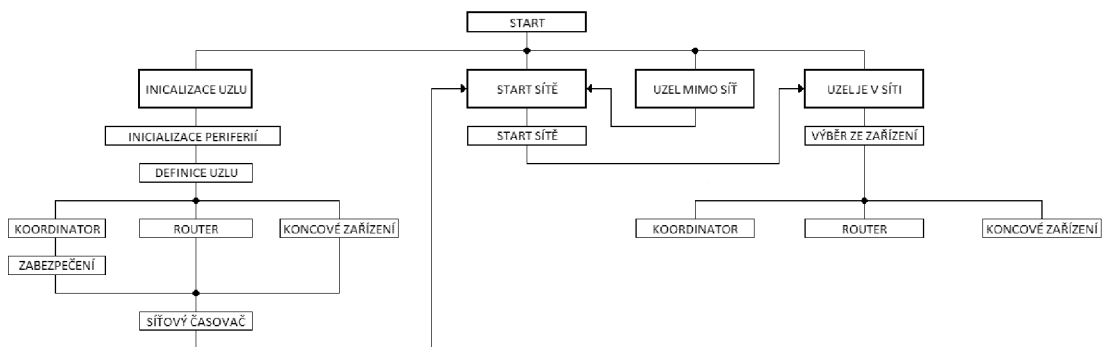 START
INICALIZACE UZLU
START SÍTĚ
UZEL MIMO SÍŤ
UZEL JE V SÍTI
INICIALIZACE PERIFERIÍ
START SÍTĚ
VÝBĚR ZE ZAŘÍZENÍ
DEFINICE UZLU
KOORDINATOR
ROUTER
KONCOVÉ ZAŘÍZENÍ
KOORDINATOR
ROUTER
KONCOVÉ ZAŘÍZENÍ
ZABEZPEČENÍ
SÍŤOVÝ ČASOVAČ